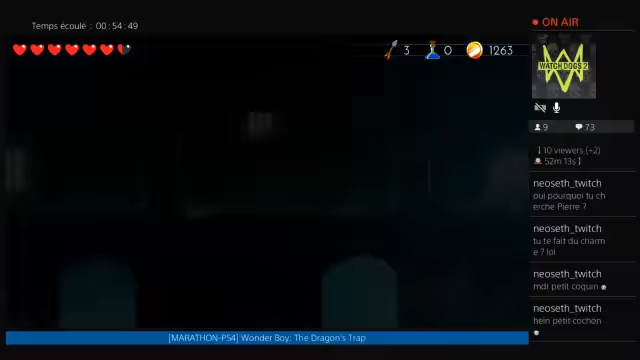 Temps écoulé : 00:54:49
3
0
1263
ON AIR
WATCH DOGS 2
9
73
[ 10 viewers (+2)
52m 13s ]
neoseth_twitch
oui pourquoi tu ch
erche Pierre ?
neoseth_twitch
tu te fait du charm
e ? lol
neoseth_twitch
mdr petit coquin
neoseth_twitch
hein petit cochon
[MARATHON-PS4] Wonder Boy: The Dragon's Trap